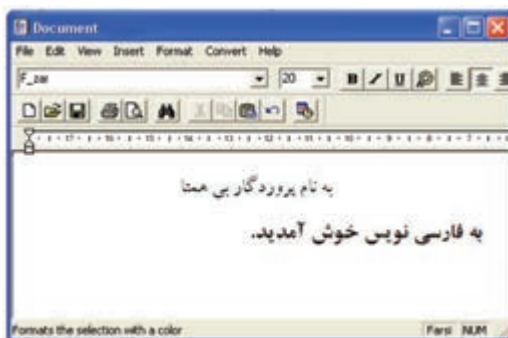 Document
File Edit View Insert Format Convert Help
F_zar 20 B / U
به نام پروردگار بی همتا
به فارسی نویس خوش آمدید.
Formats the selection with a color Farsi NUM